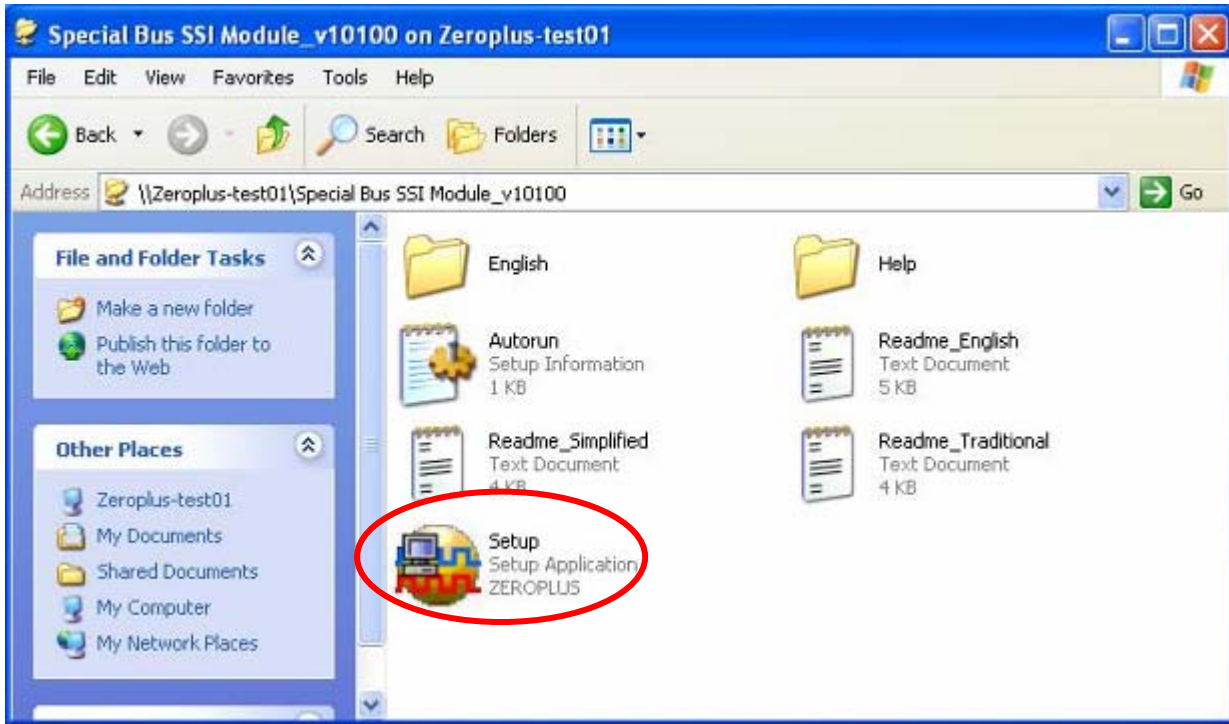 Special Bus SSI Module_v10100 on Zeroplus-test01
File Edit View Favorites Tools Help
Back Search Folders
Address \\Zeroplus-test01\Special Bus SSI Module_v10100 Go
File and Folder Tasks
Make a new folder
Publish this folder to
the Web
Other Places
Zeroplus-test01
My Documents
Shared Documents
My Computer
My Network Places
English
Help
Autorun
Setup Information
1 KB
Readme_English
Text Document
5 KB
Readme_Simplified
Text Document
4 KB
Readme_Traditional
Text Document
4 KB
Setup
Setup Application
ZEROPLUS